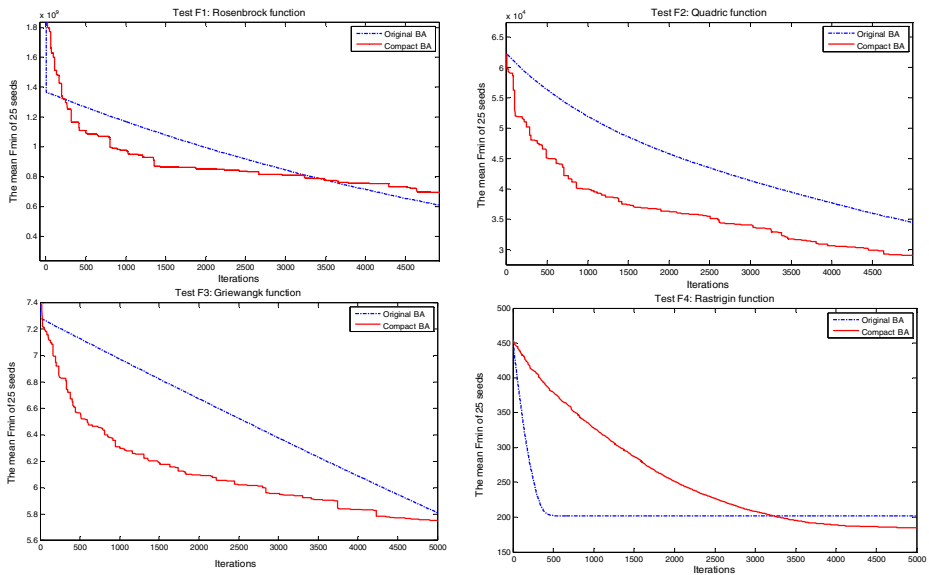 Test F1: Rosenbrock function
x 10⁹
1.8
1.6
1.4
1.2
1
0.8
0.6
0.4
The mean Fmin of 25 seeds
0 500 1000 1500 2000 2500 3000 3500 4000 4500
Iterations
Original BA
Compact BA
Test F2: Quadric function
x 10⁴
6.5
6
5.5
5
4.5
4
3.5
3
The mean Fmin of 25 seeds
0 500 1000 1500 2000 2500 3000 3500 4000 4500
Iterations
Original BA
Compact BA
Test F3: Griewangk function
7.4
7.2
7
6.8
6.6
6.4
6.2
6
5.8
5.6
The mean Fmin of 25 seeds
0 500 1000 1500 2000 2500 3000 3500 4000 4500 5000
Iterations
Original BA
Compact BA
Test F4: Rastrigin function
500
450
400
350
300
250
200
150
The mean Fmin of 25 seeds
0 500 1000 1500 2000 2500 3000 3500 4000 4500 5000
Iterations
Original BA
Compact BA